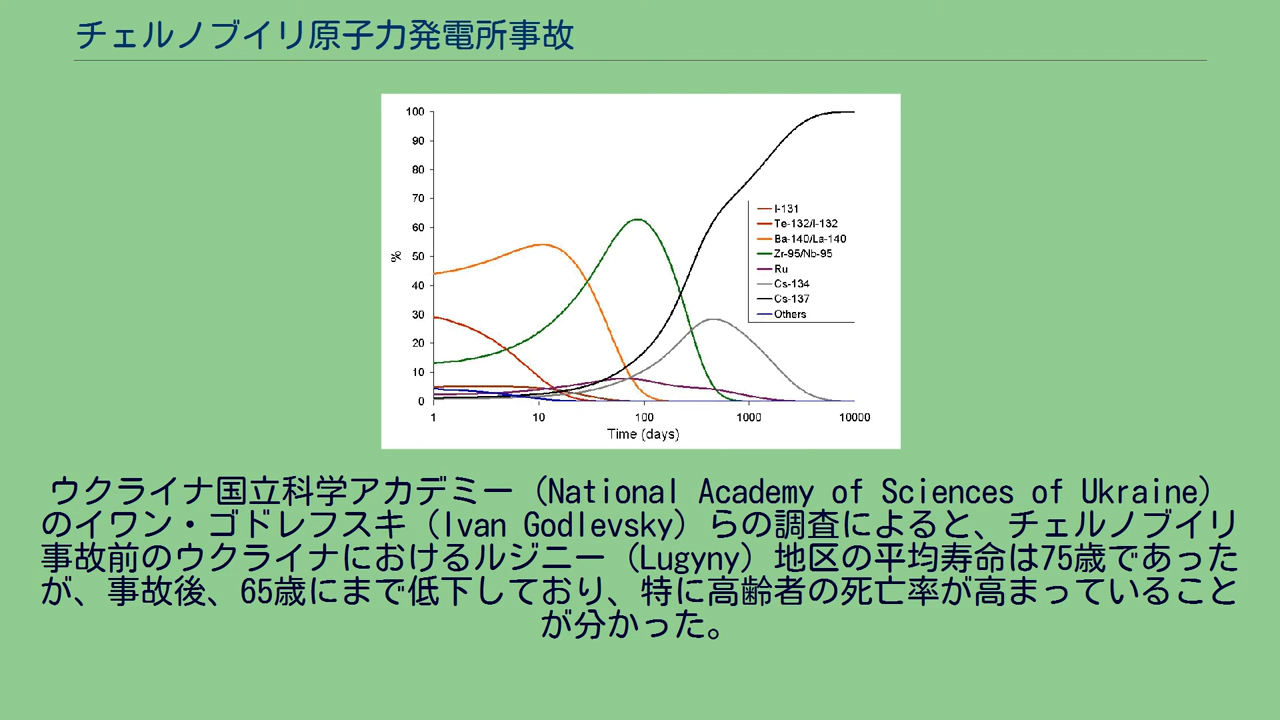 チェルノブイリ原子力発電所事故
100
90
80
70
60
50
40
30
20
10
0
%
I-131
Te-132/I-132
Ba-140/La-140
Zr-95/Nb-95
Ru
Cs-134
Cs-137
Others
1 10 100 1000 10000
Time (days)
ウクライナ国立科学アカデミー（National Academy of Sciences of Ukraine）
のイワン・ゴドレフスキ（Ivan Godlevsky）らの調査によると、チェルノブイリ
事故前のウクライナにおけるルジニー（Lugyny）地区の平均寿命は75歳であった
が、事故後、65歳にまで低下しており、特に高齢者の死亡率が高まっていること
が分かった。